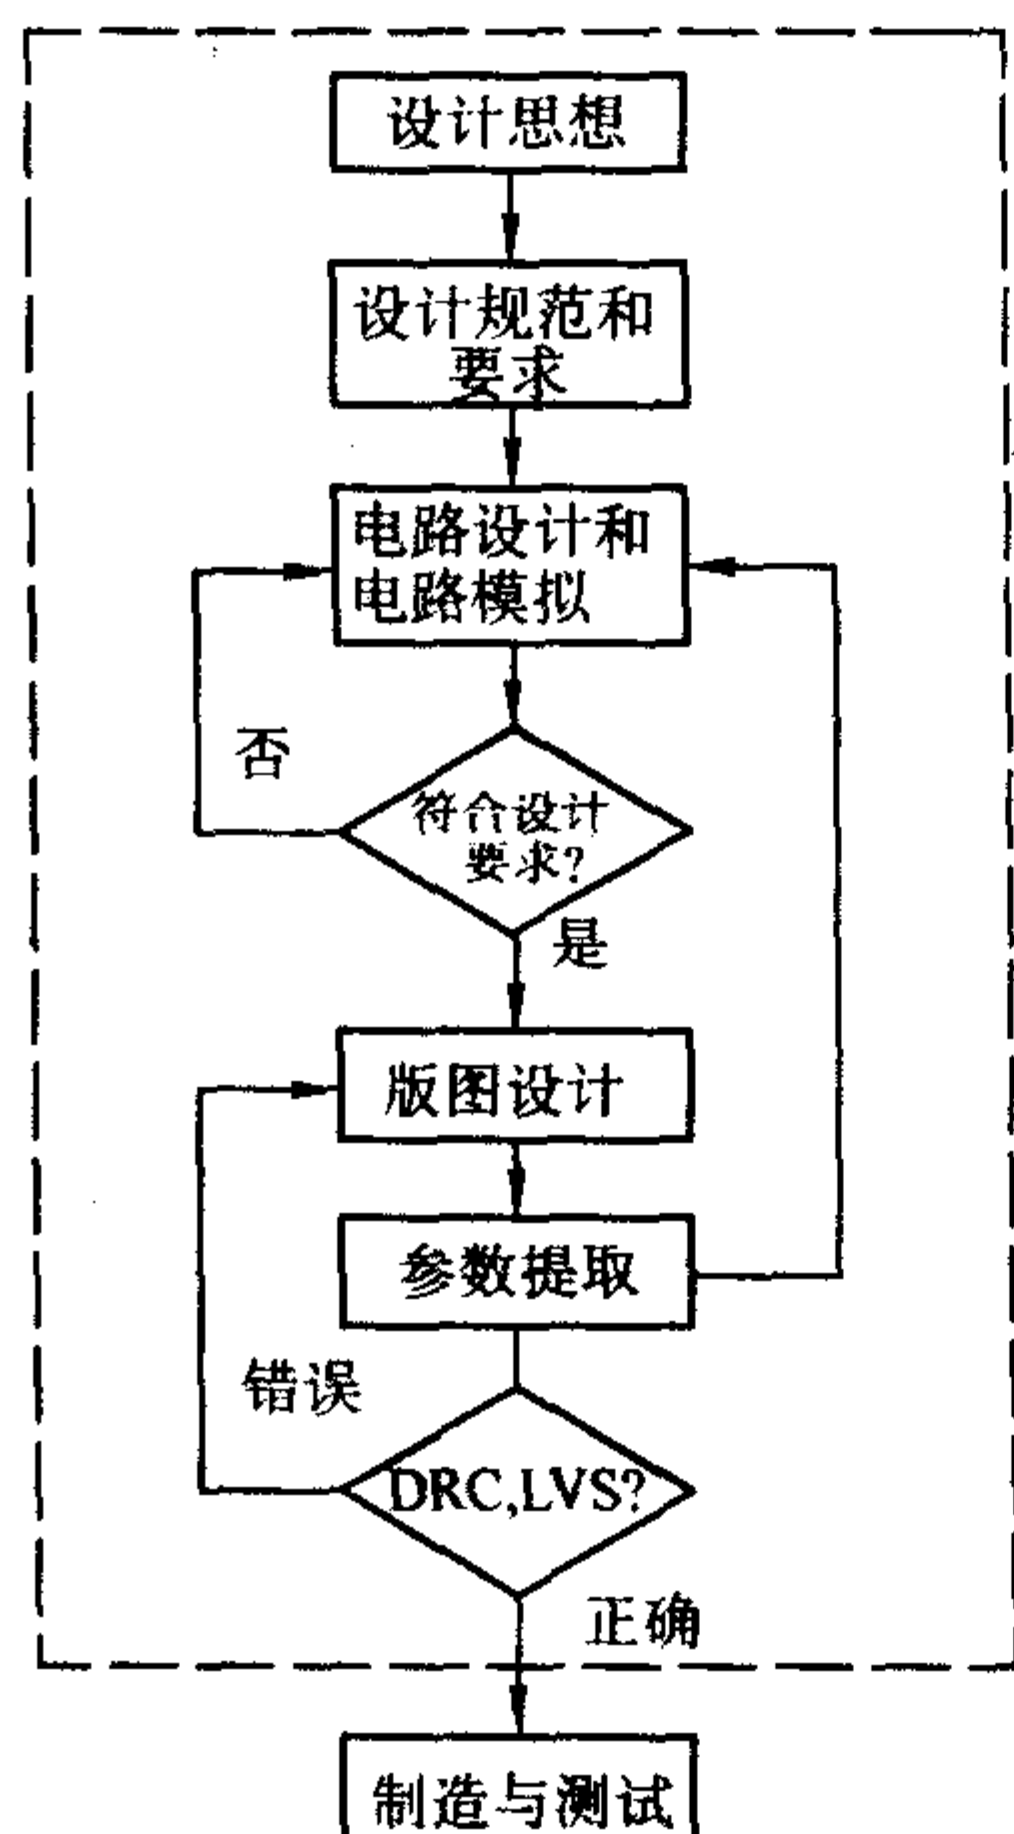 设计思想
设计规范和
要求
电路设计和
电路模拟
否
符合设计
要求?
是
版图设计
参数提取
错误
DRC,LVS?
正确
制造与测试